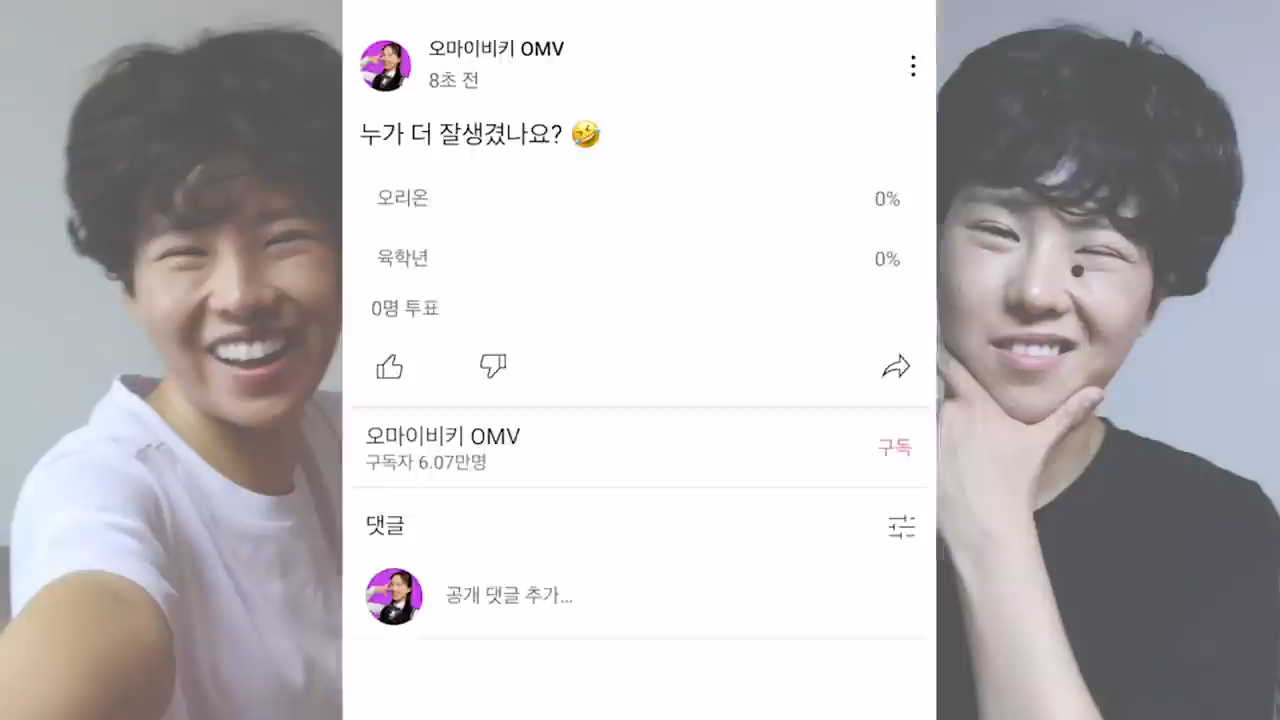 오마이비키 OMV
8초 전
누가 더 잘생겼나요? 🤣
오리온 0%
육학년 0%
0명 투표
오마이비키 OMV
구독자 6.07만명
구독
댓글
공개 댓글 추가...